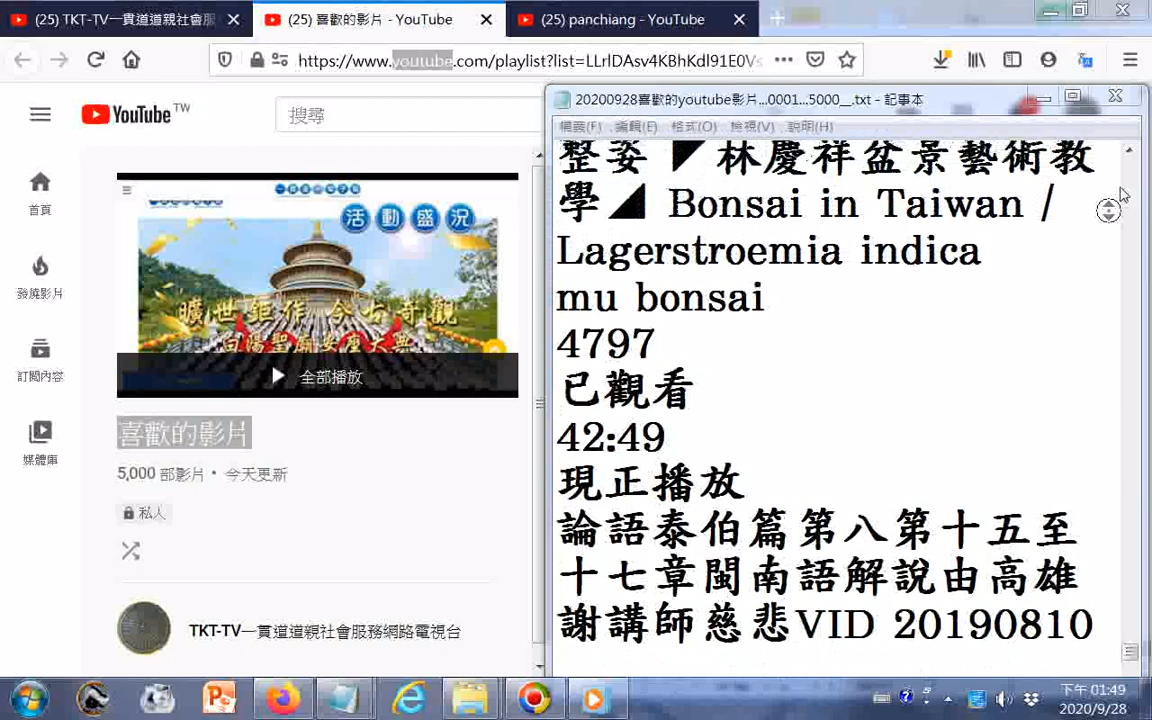 (25) TKT-TV一貫道道親社會服
(25) 喜歡的影片 - YouTube
(25) panchiang - YouTube
https://www.youtube.com/playlist?list=LLrlDAsv4KBhKdl91E0Vs
YouTube TW
搜尋
首頁
發燒影片
訂閱內容
媒體庫
活動盛況
曠世鉅作 今古奇觀
全部播放
喜歡的影片
5,000 部影片 • 今天更新
私人
TKT-TV一貫道道親社會服務網路電視台
20200928喜歡的youtube影片...0001...5000__.txt - 記事本
檔案(F) 編輯(E) 格式(O) 檢視(V) 說明(H)
整姿 ◤林慶祥盆景藝術教
學◢ Bonsai in Taiwan /
Lagerstroemia indica
mu bonsai
4797
已觀看
42:49
現正播放
論語泰伯篇第八第十五至
十七章閩南語解說由高雄
謝講師慈悲VID 20190810
下午 01:49
2020/9/28